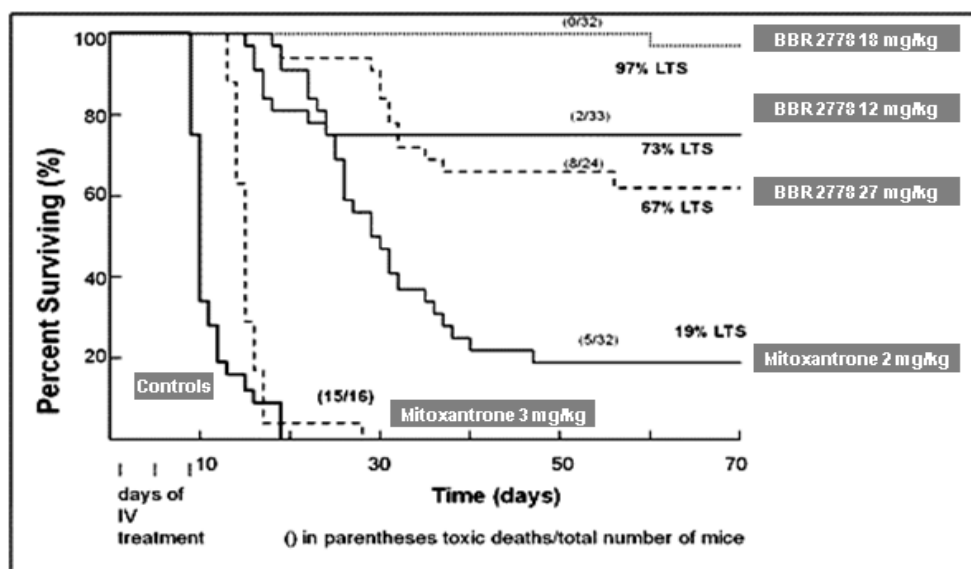 (0/32)
100
BBR 2778 18 mg/kg
97% LTS
80
BBR 2778 12 mg/kg
(2/33)
73% LTS
(8/24)
BBR 2778 27 mg/kg
67% LTS
60
40
20
Percent Surviving (%)
(5/32)
19% LTS
Mitoxantrone 2 mg/kg
Controls
(15/16)
Mitoxantrone 3 mg/kg
10
30
50
70
days of
IV
treatment
Time (days)
() in parentheses toxic deaths/total number of mice